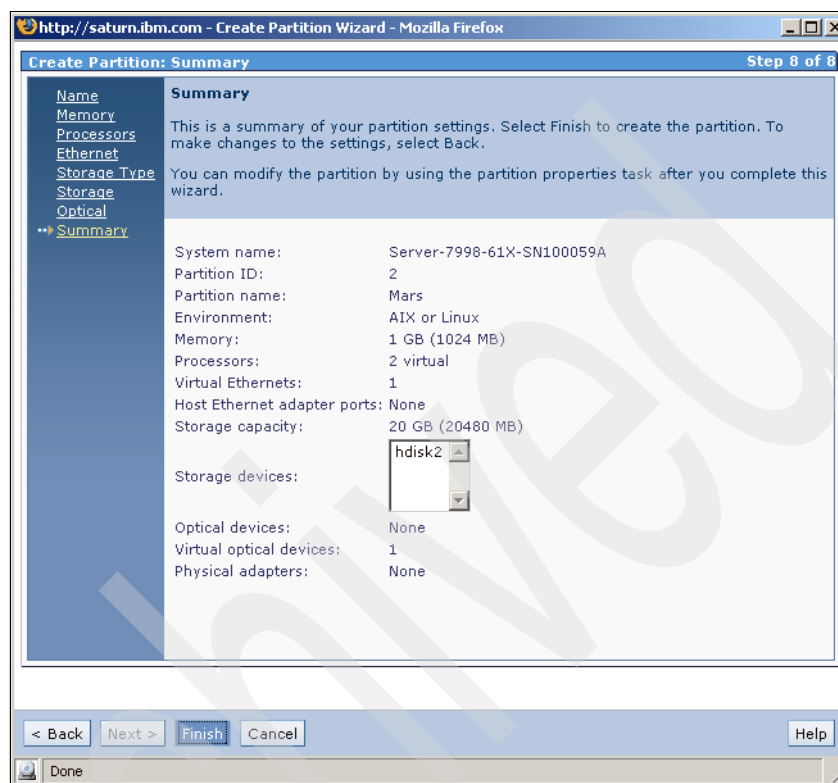 http://saturn.ibm.com - Create Partition Wizard - Mozilla Firefox
Create Partition: Summary
Step 8 of 8
Name
Memory
Processors
Ethernet
Storage Type
Storage
Optical
Summary
Summary
This is a summary of your partition settings. Select Finish to create the partition. To
make changes to the settings, select Back.
You can modify the partition by using the partition properties task after you complete this
wizard.
System name: Server-7998-61X-SN100059A
Partition ID: 2
Partition name: Mars
Environment: AIX or Linux
Memory: 1 GB (1024 MB)
Processors: 2 virtual
Virtual Ethernets: 1
Host Ethernet adapter ports: None
Storage capacity: 20 GB (20480 MB)
Storage devices: hdisk2
Optical devices: None
Virtual optical devices: 1
Physical adapters: None
< Back Next > Finish Cancel Help
Done